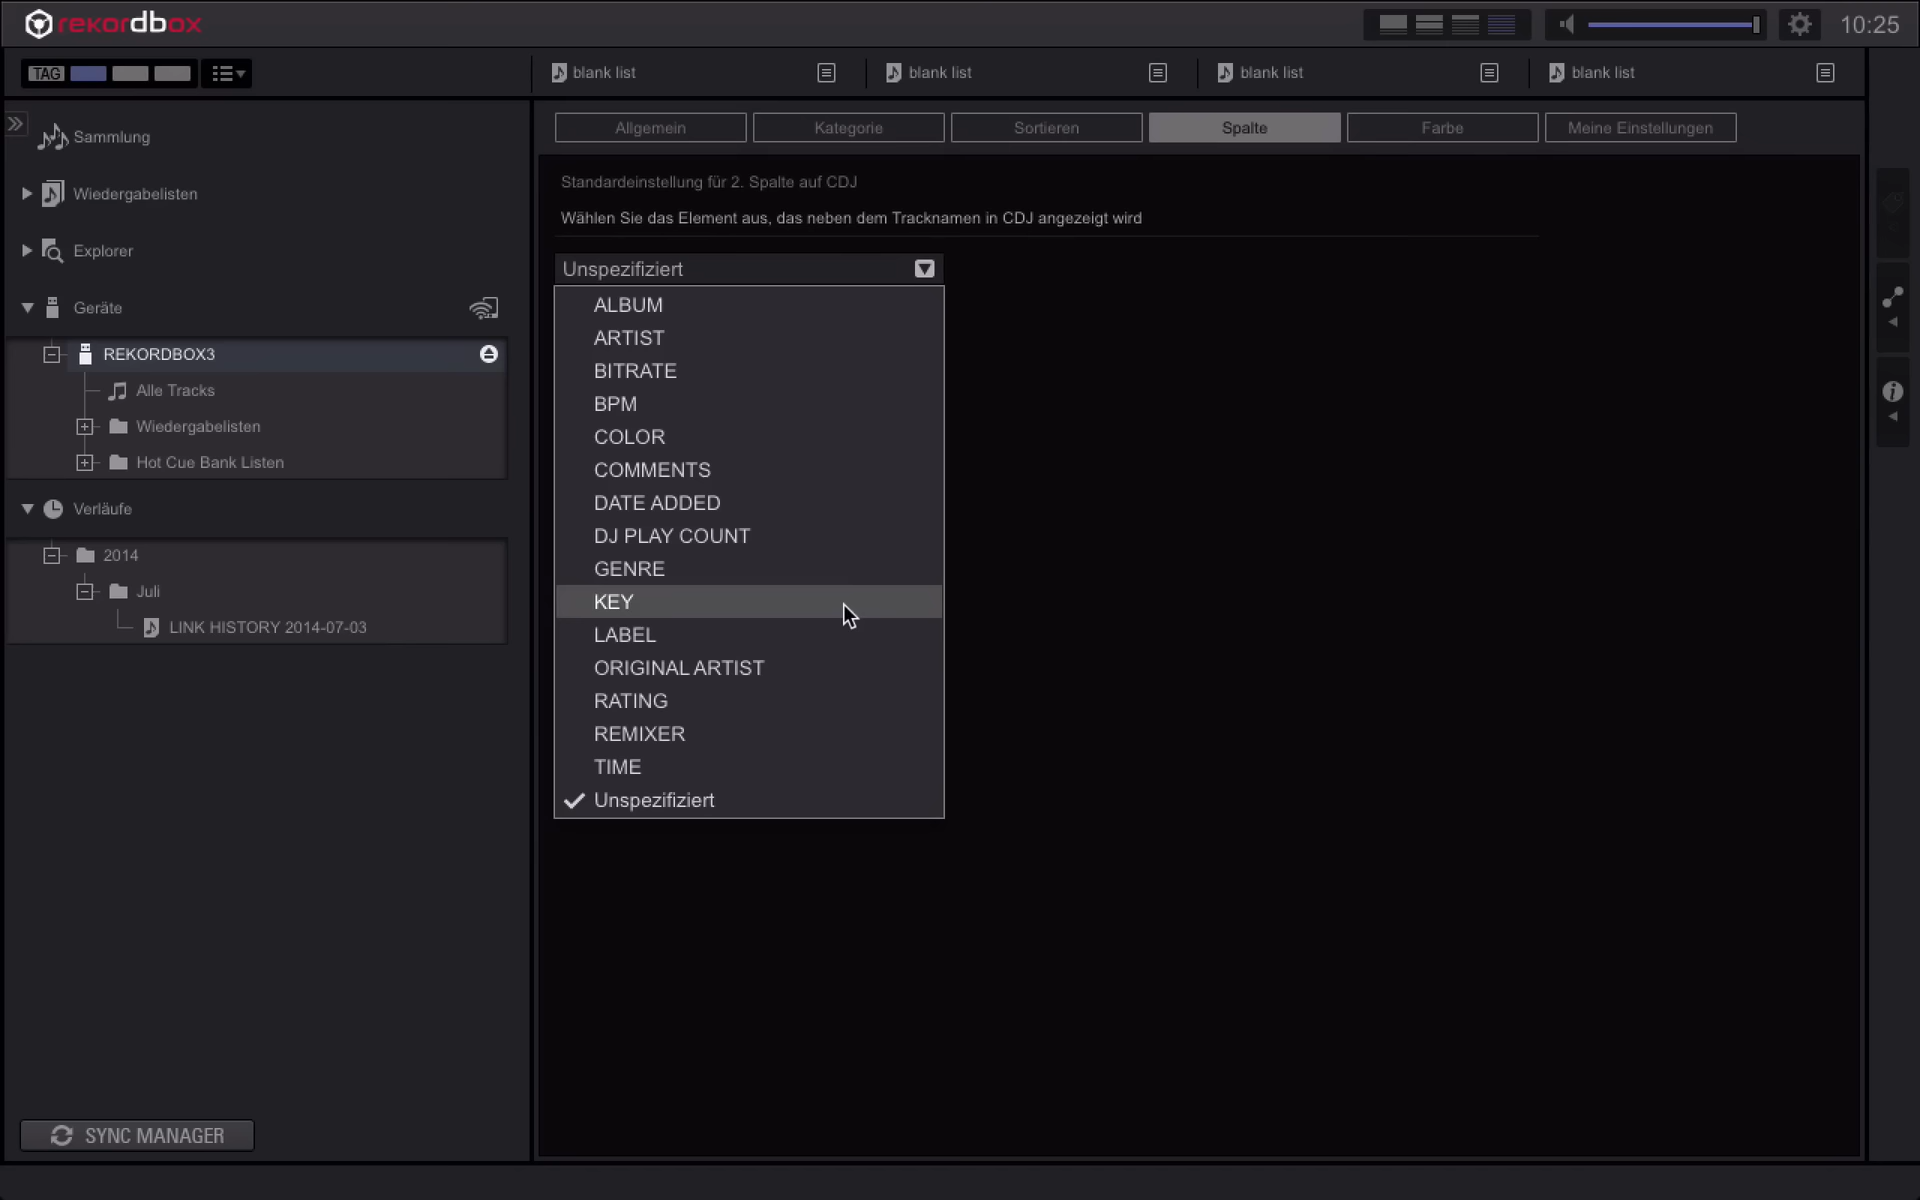 rekordbox
10:25
TAG
blank list
blank list
blank list
blank list
Allgemein
Kategorie
Sortieren
Spalte
Farbe
Meine Einstellungen
Sammlung
Wiedergabelisten
Explorer
Geräte
REKORDBOX3
Alle Tracks
Wiedergabelisten
Hot Cue Bank Listen
Verläufe
2014
Juli
LINK HISTORY 2014-07-03
SYNC MANAGER
Standardeinstellung für 2. Spalte auf CDJ
Wählen Sie das Element aus, das neben dem Tracknamen in CDJ angezeigt wird
Unspezifiziert
ALBUM
ARTIST
BITRATE
BPM
COLOR
COMMENTS
DATE ADDED
DJ PLAY COUNT
GENRE
KEY
LABEL
ORIGINAL ARTIST
RATING
REMIXER
TIME
Unspezifiziert